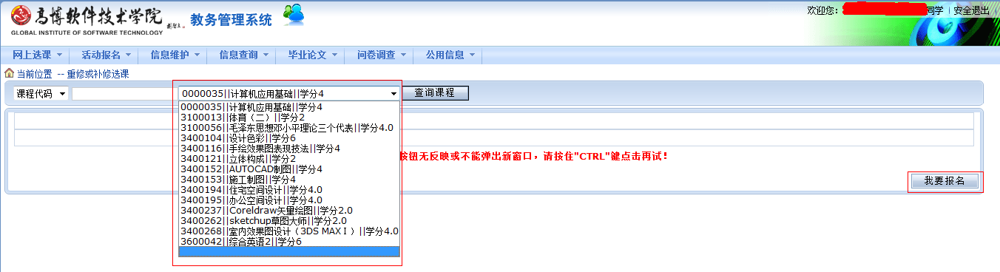 高博软件技术学院
GLOBAL INSTITUTE OF SOFTWARE TECHNOLOGY
教务管理系统
欢迎您: 同学 安全退出
网上选课 活动报名 信息维护 信息查询 毕业论文 问卷调查 公用信息
当前位置 -- 重修或补修选课
课程代码 0000035||计算机应用基础||学分4 查询课程
0000035||计算机应用基础||学分4
3100013||体育（二）||学分2
3100056||毛泽东思想邓小平理论三个代表||学分4.0
3400104||设计色彩||学分6
3400116||手绘效果图表现技法||学分4
3400121||立体构成||学分2
按钮无反映或不能弹出新窗口，请按住"CTRL"键点击再试！
3400152||AUTOCAD制图||学分4
3400153||施工制图||学分4
我要报名
3400194||住宅空间设计||学分4.0
3400195||办公空间设计||学分4.0
3400237||Coreldraw矢量绘图||学分2.0
3400262||sketchup草图大师||学分2.0
3400268||室内效果图设计（3DS MAXⅠ）||学分4.0
3600042||综合英语2||学分6